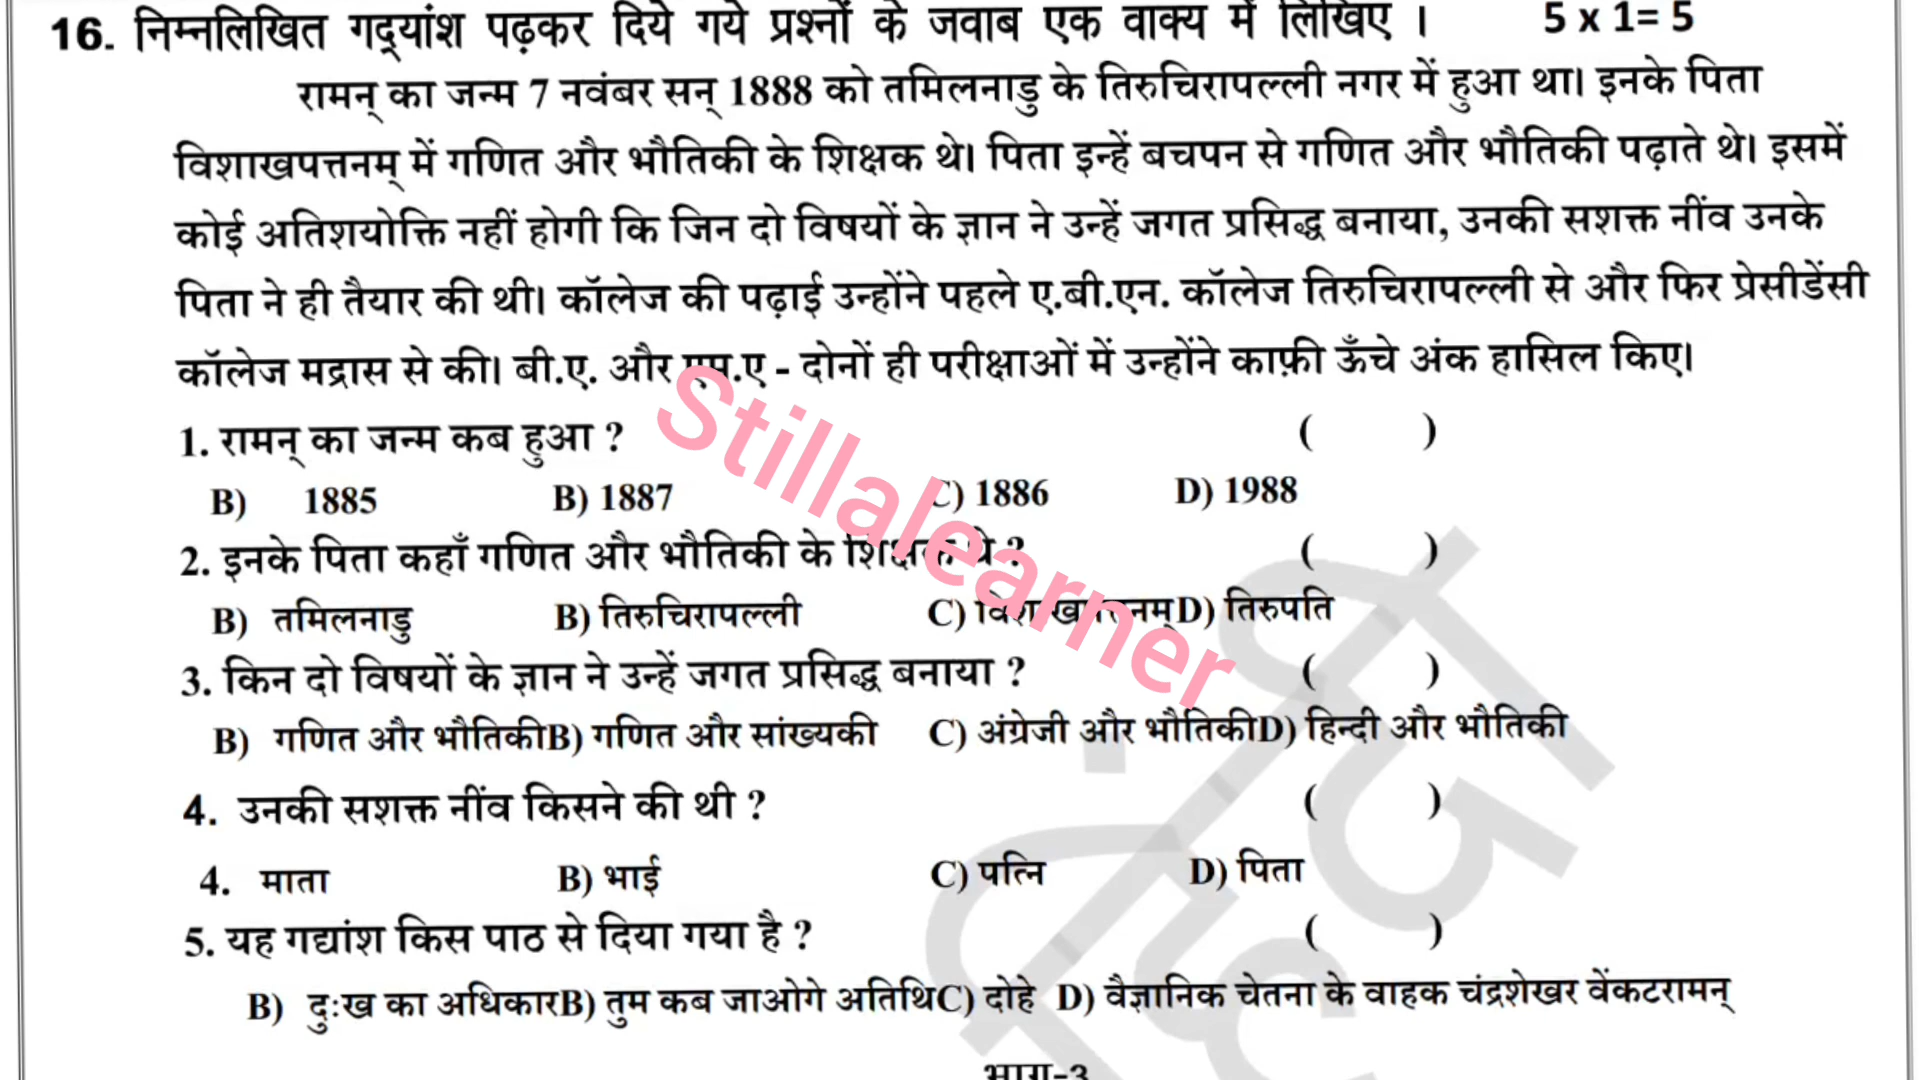 16. निम्नलिखित गद्यांश पढ़कर दिये गये प्रश्नों के जवाब एक वाक्य में लिखिए । 5 x 1= 5
रामन् का जन्म 7 नवंबर सन् 1888 को तमिलनाडु के तिरुचिरापल्ली नगर में हुआ था। इनके पिता
विशाखपत्तनम् में गणित और भौतिकी के शिक्षक थे। पिता इन्हें बचपन से गणित और भौतिकी पढ़ाते थे। इसमें
कोई अतिशयोक्ति नहीं होगी कि जिन दो विषयों के ज्ञान ने उन्हें जगत प्रसिद्ध बनाया, उनकी सशक्त नींव उनके
पिता ने ही तैयार की थी। कॉलेज की पढ़ाई उन्होंने पहले ए.बी.एन. कॉलेज तिरुचिरापल्ली से और फिर प्रेसीडेंसी
कॉलेज मद्रास से की। बी.ए. और एम.ए - दोनों ही परीक्षाओं में उन्होंने काफ़ी ऊँचे अंक हासिल किए।
1. रामन् का जन्म कब हुआ ? ( )
B) 1885 B) 1887 C) 1886 D) 1988
2. इनके पिता कहाँ गणित और भौतिकी के शिक्षक थे ? ( )
B) तमिलनाडु B) तिरुचिरापल्ली C) विशाखपत्तनम् D) तिरुपति
3. किन दो विषयों के ज्ञान ने उन्हें जगत प्रसिद्ध बनाया ? ( )
B) गणित और भौतिकी B) गणित और सांख्यकी C) अंग्रेजी और भौतिकी D) हिन्दी और भौतिकी
4. उनकी सशक्त नींव किसने की थी ? ( )
4. माता B) भाई C) पत्नि D) पिता
5. यह गद्यांश किस पाठ से दिया गया है ? ( )
B) दुःख का अधिकार B) तुम कब जाओगे अतिथि C) दोहे D) वैज्ञानिक चेतना के वाहक चंद्रशेखर वेंकटरामन्
भाग-3
Stillalearner
हिंदी